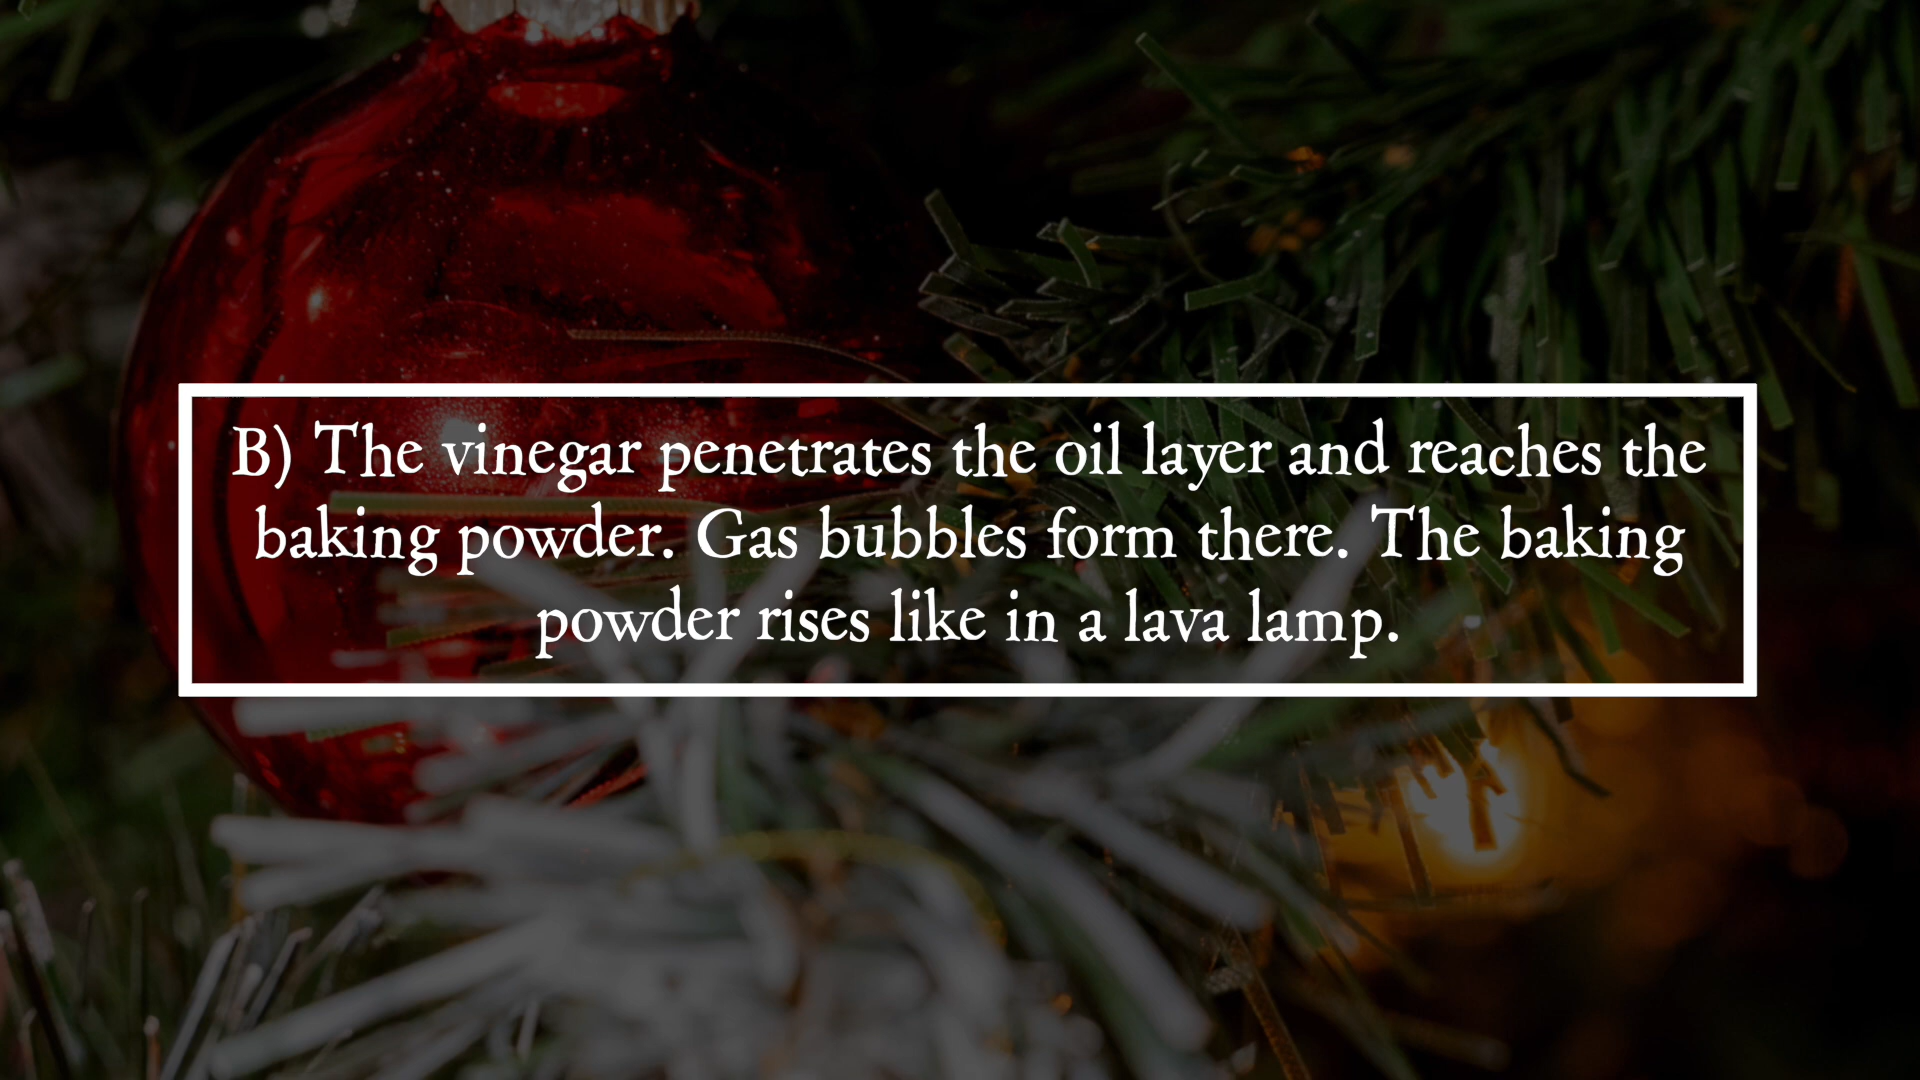 B) The vinegar penetrates the oil layer and reaches the
baking powder. Gas bubbles form there. The baking
powder rises like in a lava lamp.